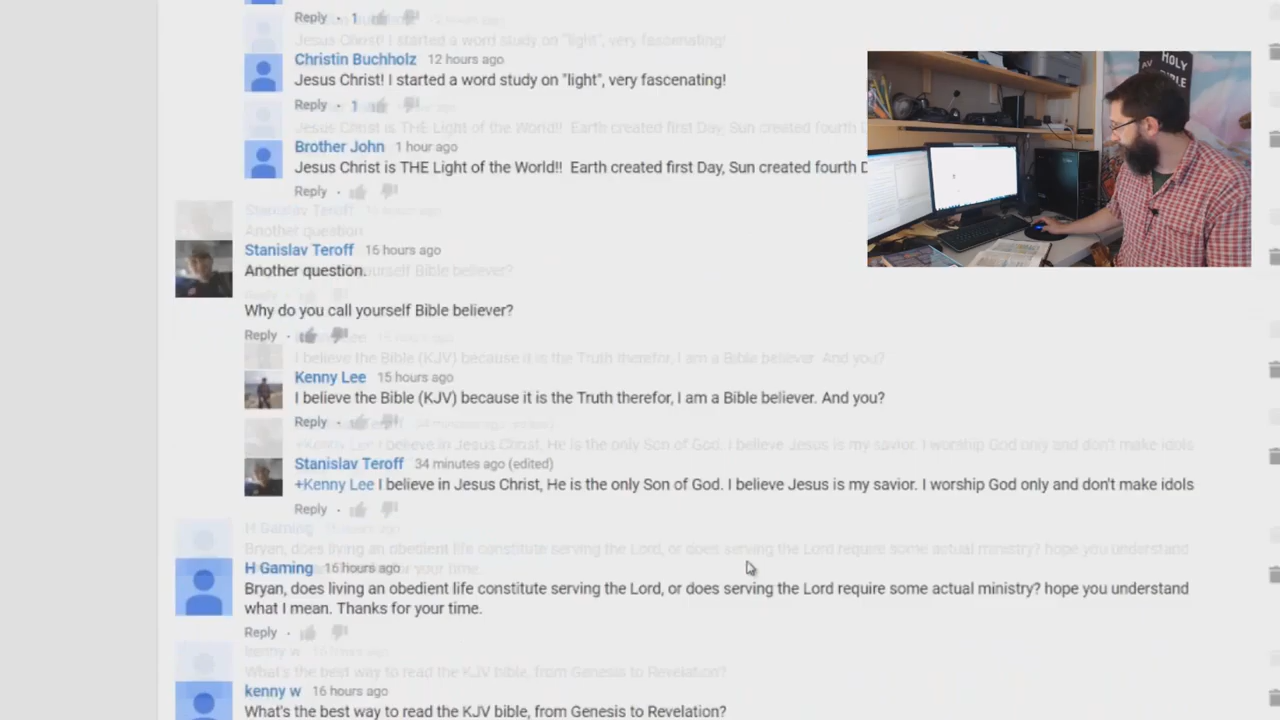 Reply · 1
Christin Buchholz 12 hours ago
Jesus Christ! I started a word study on "light", very fascenating!
Reply · 1
Brother John 1 hour ago
Jesus Christ is THE Light of the World!! Earth created first Day, Sun created fourth D
Reply ·
Stanislav Teroff 16 hours ago
Another question.
Why do you call yourself Bible believer?
Reply ·
Kenny Lee 15 hours ago
I believe the Bible (KJV) because it is the Truth therefor, I am a Bible believer. And you?
Reply ·
Stanislav Teroff 34 minutes ago (edited)
+Kenny Lee I believe in Jesus Christ, He is the only Son of God. I believe Jesus is my savior. I worship God only and don't make idols
Reply ·
H Gaming 16 hours ago
Bryan, does living an obedient life constitute serving the Lord, or does serving the Lord require some actual ministry? hope you understand
what I mean. Thanks for your time.
Reply ·
kenny w 16 hours ago
What's the best way to read the KJV bible, from Genesis to Revelation?
AV
HOLY
BIBLE